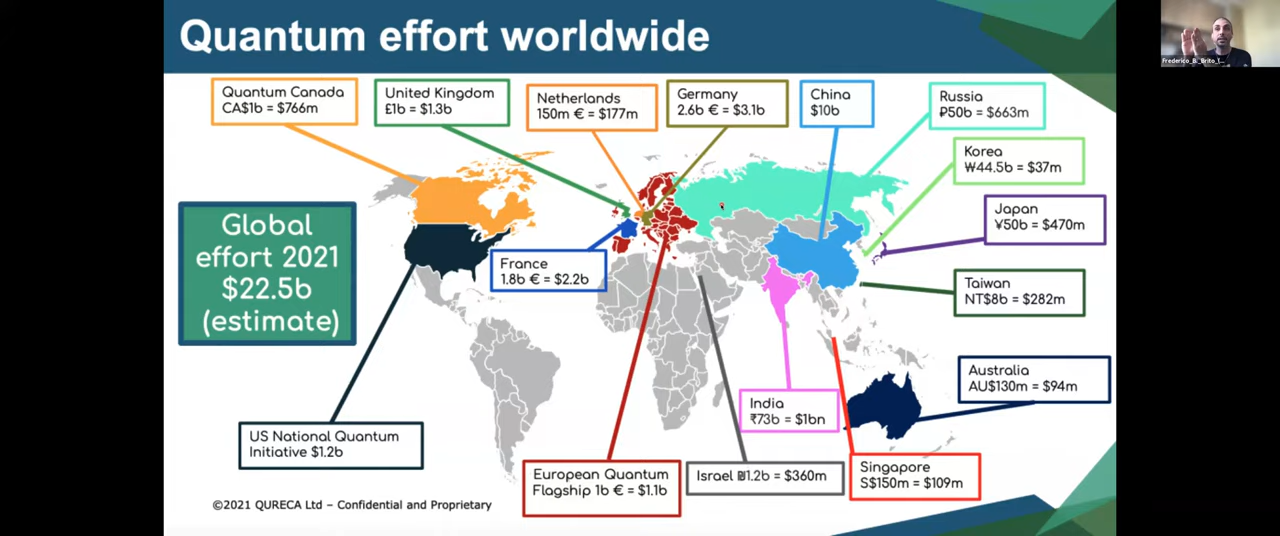 Quantum effort worldwide
Frederico_B._Brito_(...
Quantum Canada
CA$1b = $766m
United Kingdom
£1b = $1.3b
Netherlands
150m € = $177m
Germany
2.6b € = $3.1b
China
$10b
Russia
₽50b = $663m
Korea
₩44.5b = $37m
Japan
¥50b = $470m
Taiwan
NT$8b = $282m
Global
effort 2021
$22.5b
(estimate)
France
1.8b € = $2.2b
Australia
AU$130m = $94m
India
₹73b = $1bn
US National Quantum
Initiative $1.2b
European Quantum
Flagship 1b € = $1.1b
Israel ₪1.2b = $360m
Singapore
S$150m = $109m
©2021 QURECA Ltd – Confidential and Proprietary